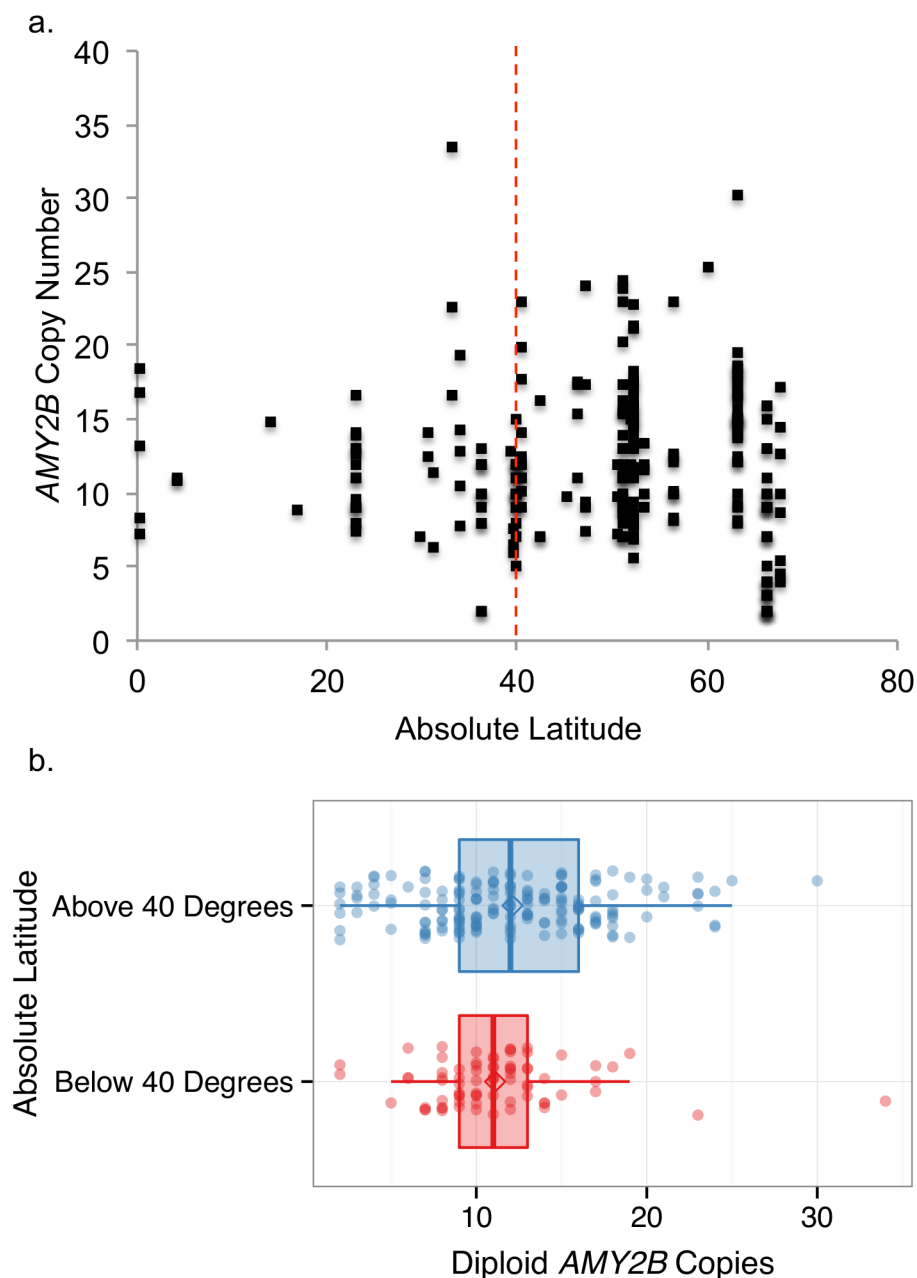 a.
40
35
30
25
20
15
10
5
0
AMY2B Copy Number
0 20 40 60 80
Absolute Latitude
b.
Absolute Latitude
Above 40 Degrees
Below 40 Degrees
10 20 30
Diploid AMY2B Copies